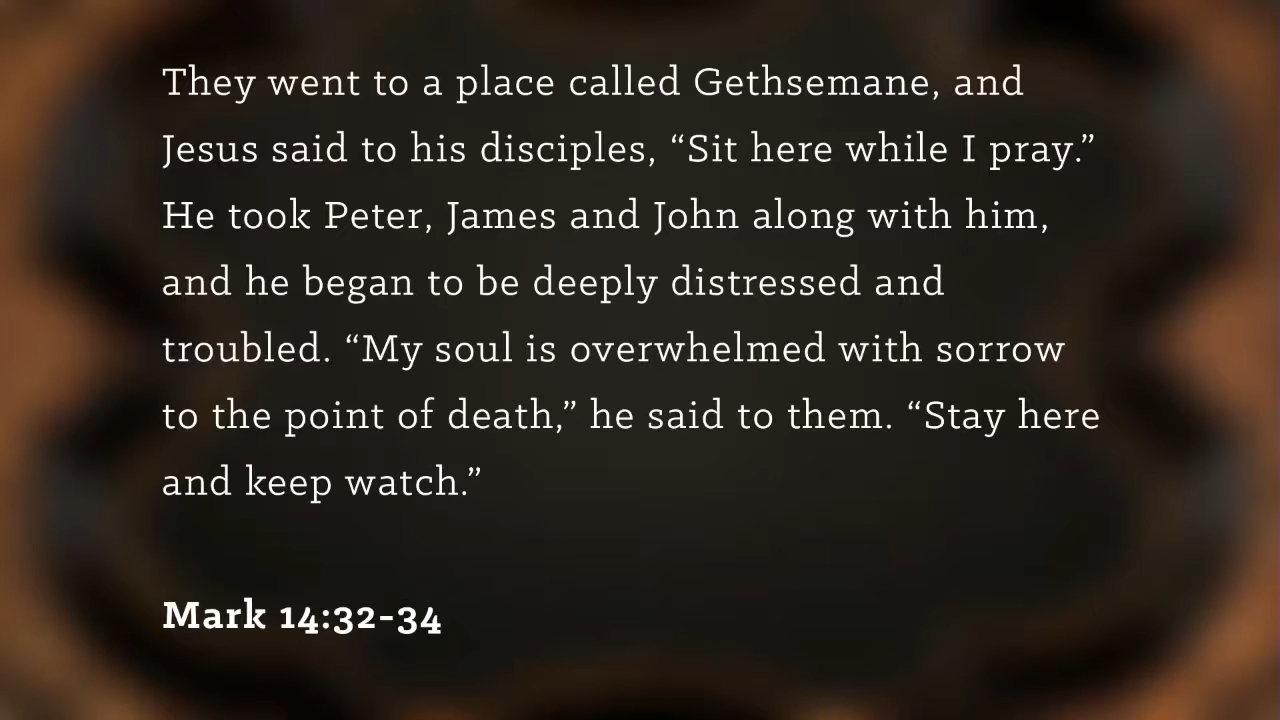 They went to a place called Gethsemane, and
Jesus said to his disciples, “Sit here while I pray.”
He took Peter, James and John along with him,
and he began to be deeply distressed and
troubled. “My soul is overwhelmed with sorrow
to the point of death,” he said to them. “Stay here
and keep watch.”
Mark 14:32-34